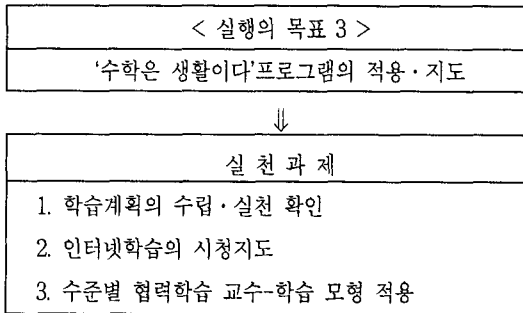 < 실행의 목표 3 >
‘수학은 생활이다’프로그램의 적용·지도
⇓
실 천 과 제
1. 학습계획의 수립·실천 확인
2. 인터넷학습의 시청지도
3. 수준별 협력학습 교수-학습 모형 적용